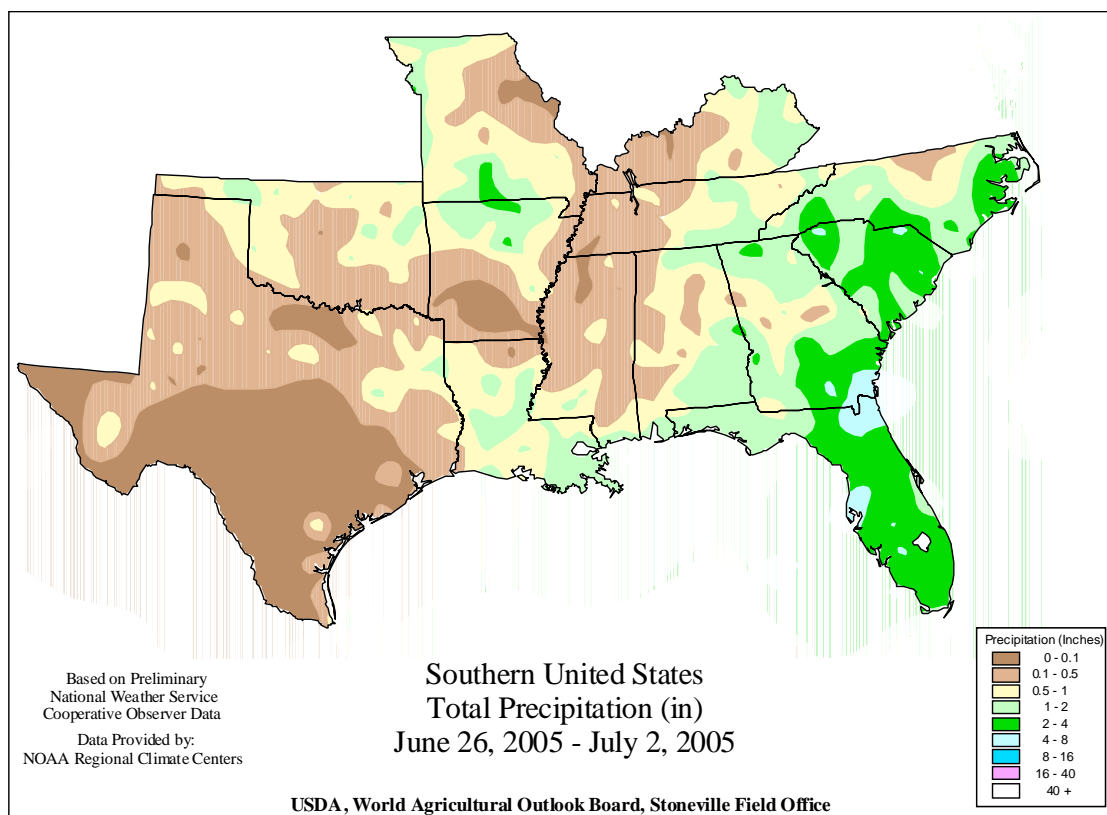 Based on Preliminary
National Weather Service
Cooperative Observer Data
Data Provided by:
NOAA Regional Climate Centers
Southern United States
Total Precipitation (in)
June 26, 2005 - July 2, 2005
USDA, World Agricultural Outlook Board, Stoneville Field Office
Precipitation (Inches)
0 - 0.1
0.1 - 0.5
0.5 - 1
1 - 2
2 - 4
4 - 8
8 - 16
16 - 40
40 +